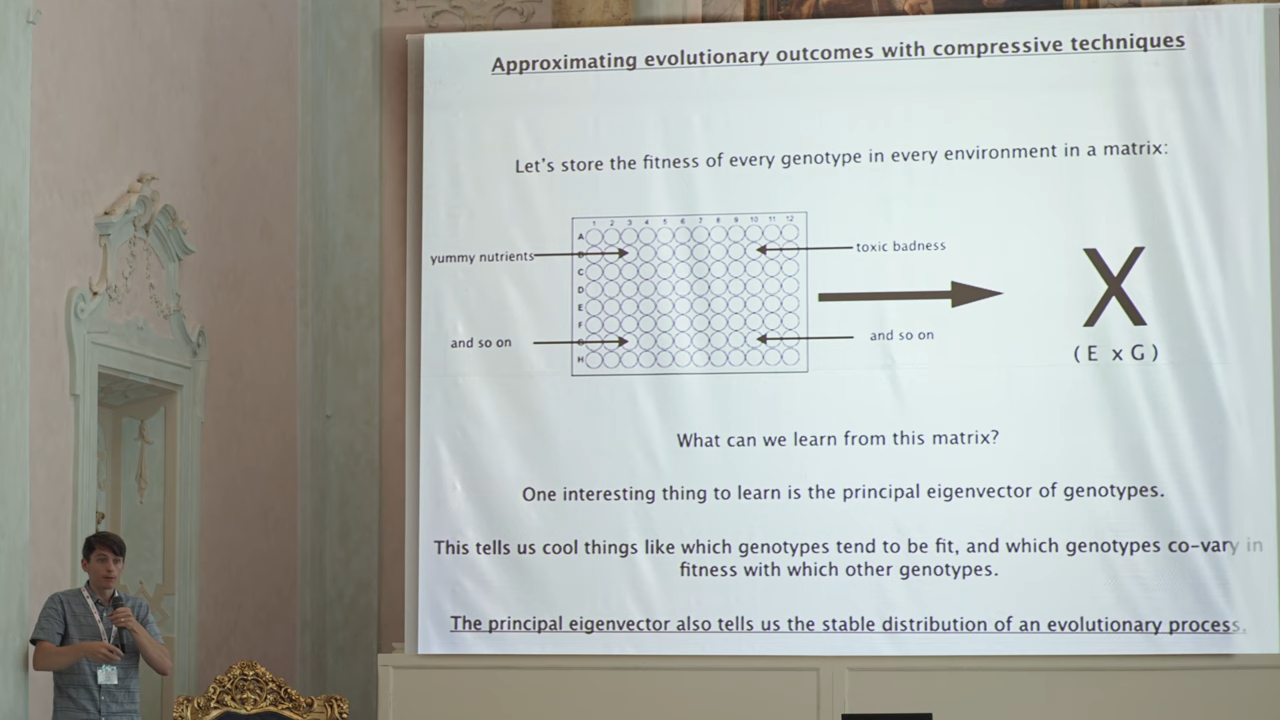 Approximating evolutionary outcomes with compressive techniques
Let's store the fitness of every genotype in every environment in a matrix:
1 2 3 4 5 6 7 8 9 10 11 12
A
B
C
D
E
F
G
H
yummy nutrients
toxic badness
and so on
and so on
X
( E x G )
What can we learn from this matrix?
One interesting thing to learn is the principal eigenvector of genotypes.
This tells us cool things like which genotypes tend to be fit, and which genotypes co-vary in
fitness with which other genotypes.
The principal eigenvector also tells us the stable distribution of an evolutionary process.